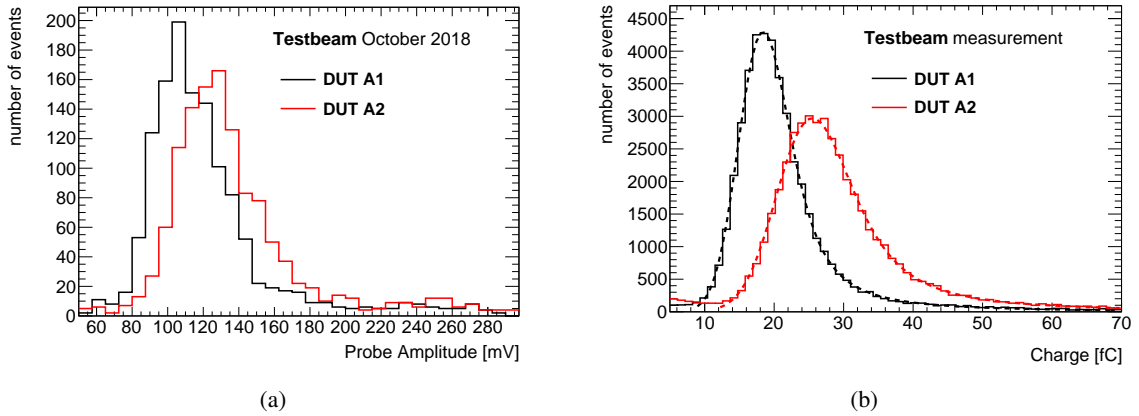 number of events
200
180
160
140
120
100
80
60
40
20
0
Testbeam October 2018
DUT A1
DUT A2
60 80 100 120 140 160 180 200 220 240 260 280
Probe Amplitude [mV]
(a)
number of events
4500
4000
3500
3000
2500
2000
1500
1000
500
0
Testbeam measurement
DUT A1
DUT A2
10 20 30 40 50 60 70
Charge [fC]
(b)